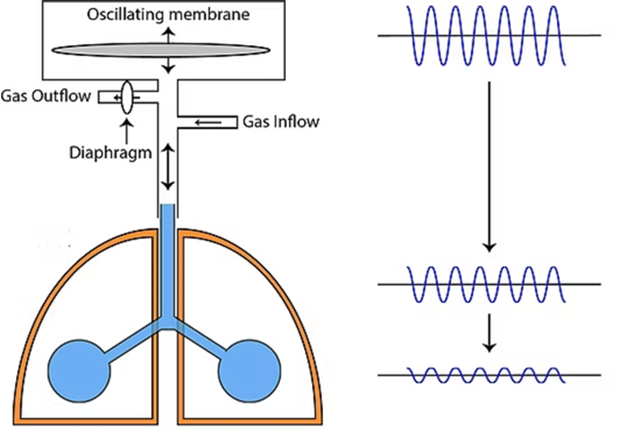 Oscillating membrane
Gas Outflow
Gas Inflow
Diaphragm